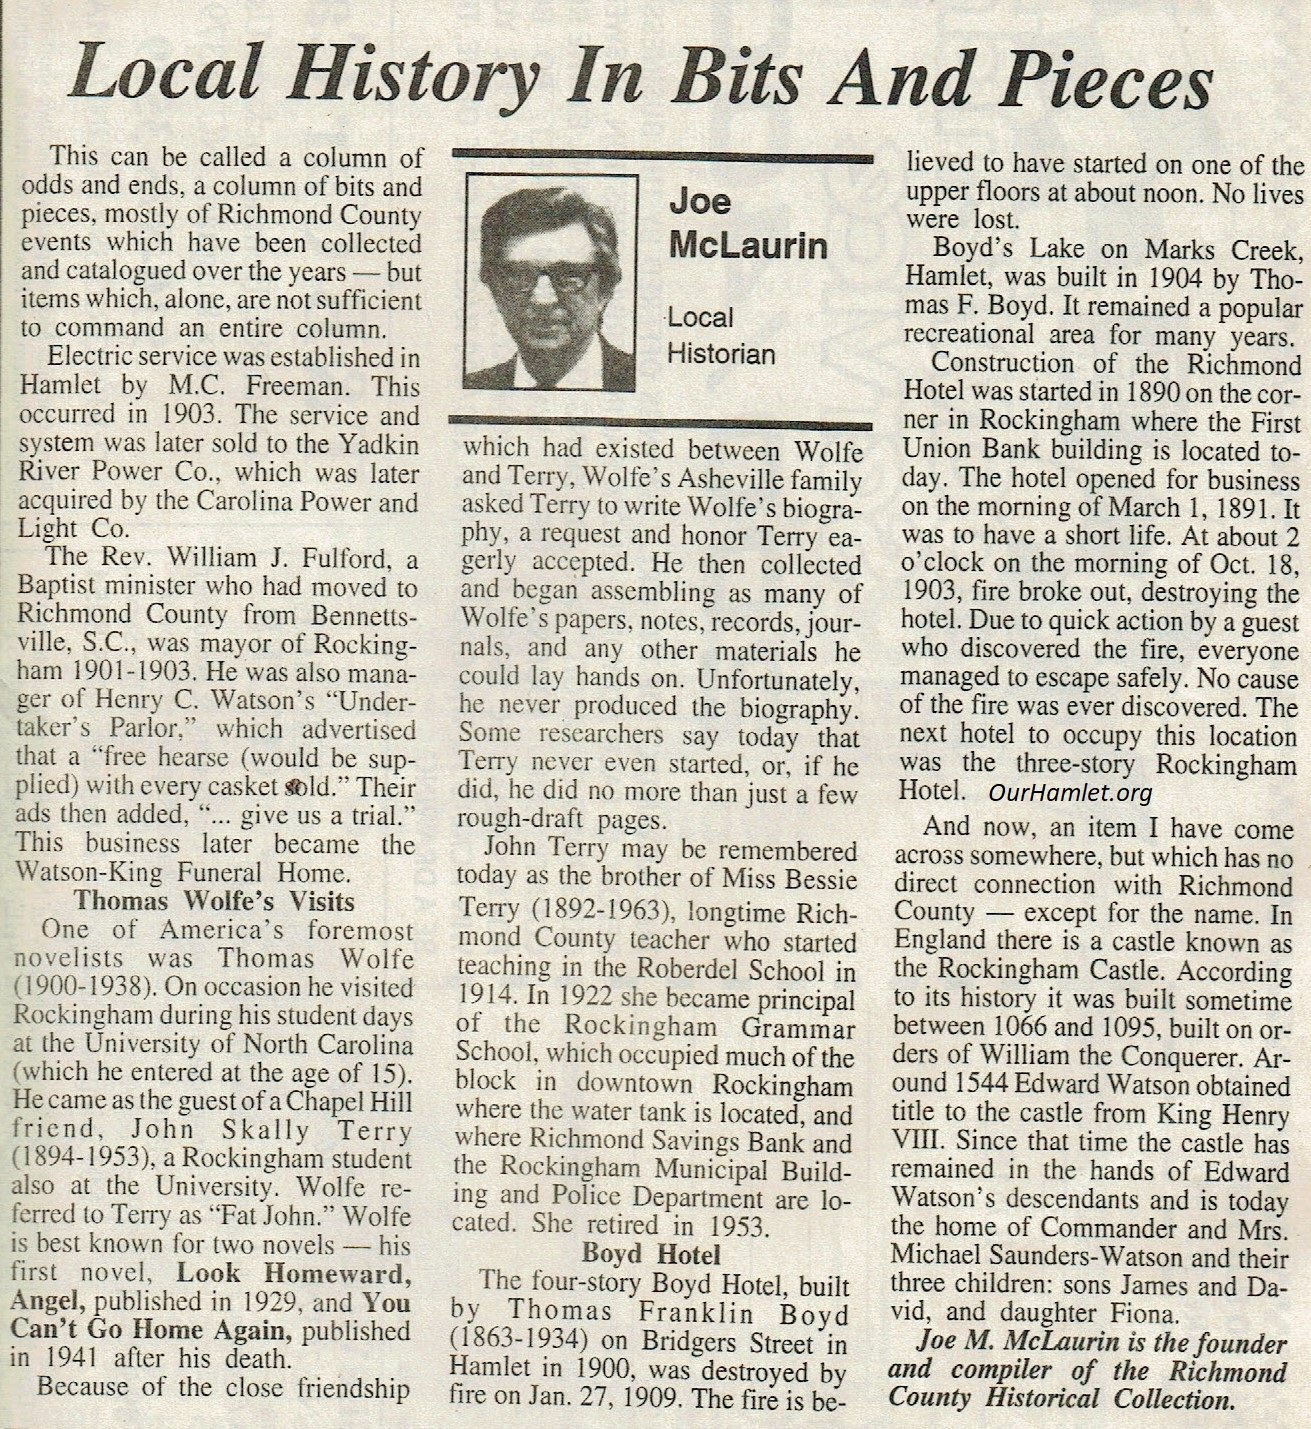 Local History In Bits And Pieces
This can be called a column of
odds and ends, a column of bits and
pieces, mostly of Richmond County
events which have been collected
and catalogued over the years — but
items which, alone, are not sufficient
to command an entire column.
Electric service was established in
Hamlet by M.C. Freeman. This
occurred in 1903. The service and
system was later sold to the Yadkin
River Power Co., which was later
acquired by the Carolina Power and
Light Co.
The Rev. William J. Fulford, a
Baptist minister who had moved to
Richmond County from Bennetts-
ville, S.C., was mayor of Rocking-
ham 1901-1903. He was also mana-
ger of Henry C. Watson's “Under-
taker's Parlor,” which advertised
that a “free hearse (would be sup-
plied) with every casket sold.” Their
ads then added, “... give us a trial.”
This business later became the
Watson-King Funeral Home.
Thomas Wolfe's Visits
One of America's foremost
novelists was Thomas Wolfe
(1900-1938). On occasion he visited
Rockingham during his student days
at the University of North Carolina
(which he entered at the age of 15).
He came as the guest of a Chapel Hill
friend, John Skally Terry
(1894-1953), a Rockingham student
also at the University. Wolfe re-
ferred to Terry as “Fat John.” Wolfe
is best known for two novels — his
first novel, Look Homeward,
Angel, published in 1929, and You
Can't Go Home Again, published
in 1941 after his death.
Because of the close friendship
Joe
McLaurin
Local
Historian
which had existed between Wolfe
and Terry, Wolfe's Asheville family
asked Terry to write Wolfe's biogra-
phy, a request and honor Terry ea-
gerly accepted. He then collected
and began assembling as many of
Wolfe's papers, notes, records, jour-
nals, and any other materials he
could lay hands on. Unfortunately,
he never produced the biography.
Some researchers say today that
Terry never even started, or, if he
did, he did no more than just a few
rough-draft pages.
John Terry may be remembered
today as the brother of Miss Bessie
Terry (1892-1963), longtime Rich-
mond County teacher who started
teaching in the Roberdel School in
1914. In 1922 she became principal
of the Rockingham Grammar
School, which occupied much of the
block in downtown Rockingham
where the water tank is located, and
where Richmond Savings Bank and
the Rockingham Municipal Build-
ing and Police Department are lo-
cated. She retired in 1953.
Boyd Hotel
The four-story Boyd Hotel, built
by Thomas Franklin Boyd
(1863-1934) on Bridgers Street in
Hamlet in 1900, was destroyed by
fire on Jan. 27, 1909. The fire is be-
lieved to have started on one of the
upper floors at about noon. No lives
were lost.
Boyd's Lake on Marks Creek,
Hamlet, was built in 1904 by Tho-
mas F. Boyd. It remained a popular
recreational area for many years.
Construction of the Richmond
Hotel was started in 1890 on the cor-
ner in Rockingham where the First
Union Bank building is located to-
day. The hotel opened for business
on the morning of March 1, 1891. It
was to have a short life. At about 2
o'clock on the morning of Oct. 18,
1903, fire broke out, destroying the
hotel. Due to quick action by a guest
who discovered the fire, everyone
managed to escape safely. No cause
of the fire was ever discovered. The
next hotel to occupy this location
was the three-story Rockingham
Hotel. OurHamlet.org
And now, an item I have come
across somewhere, but which has no
direct connection with Richmond
County — except for the name. In
England there is a castle known as
the Rockingham Castle. According
to its history it was built sometime
between 1066 and 1095, built on or-
ders of William the Conquerer. Ar-
ound 1544 Edward Watson obtained
title to the castle from King Henry
VIII. Since that time the castle has
remained in the hands of Edward
Watson's descendants and is today
the home of Commander and Mrs.
Michael Saunders-Watson and their
three children: sons James and Da-
vid, and daughter Fiona.
Joe M. McLaurin is the founder
and compiler of the Richmond
County Historical Collection.